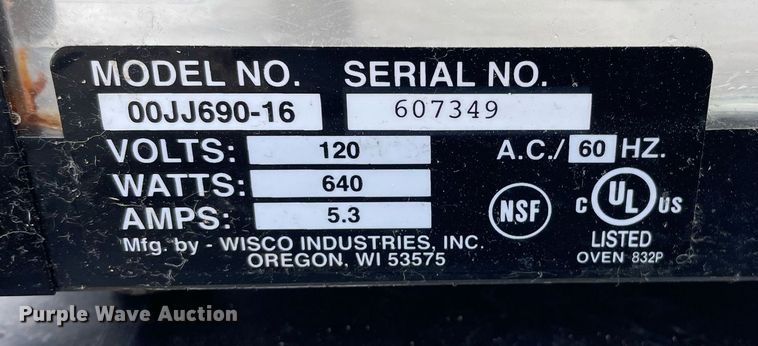 MODEL NO. SERIAL NO.
00JJ690-16 607349
VOLTS: 120 A.C./ 60 HZ.
WATTS: 640
AMPS: 5.3
NSF
C UL US
LISTED
OVEN 832P
Mfg. by - WISCO INDUSTRIES, INC.
OREGON, WI 53575
Purple Wave Auction